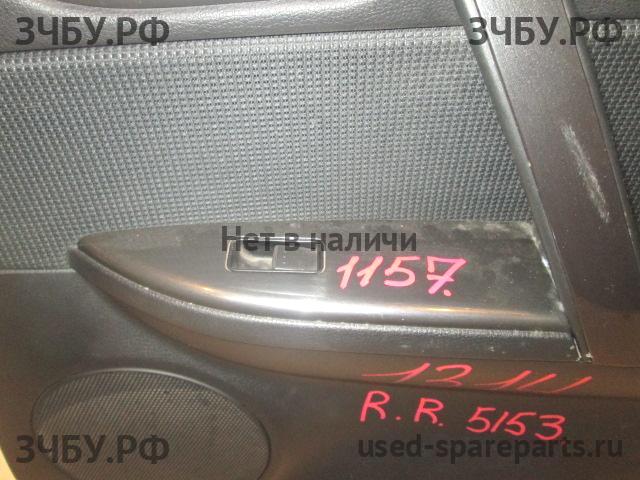 ЗЧБУ.РФ ЗЧБУ.РФ
Нет в наличи
1157.
R.R. 5153
ЗЧБУ.РФ used-spareparts.ru